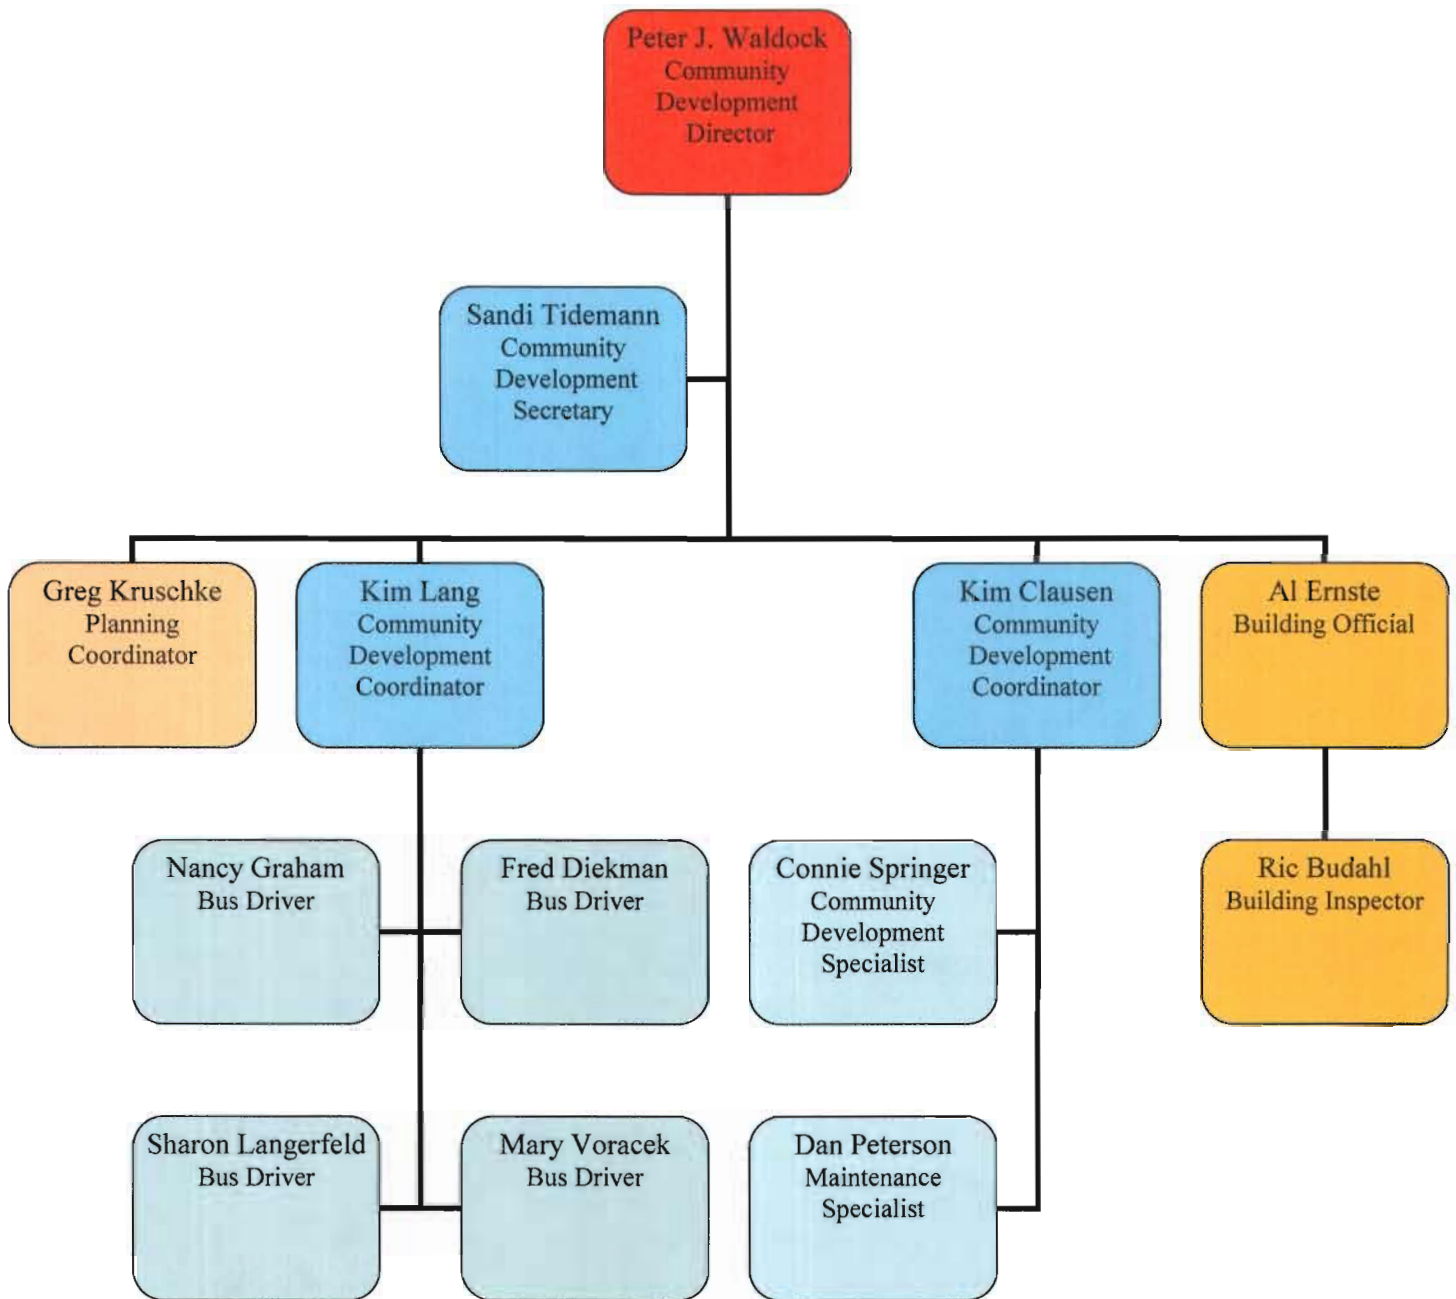 Peter J. Waldock
Community
Development
Director
Sandi Tidemann
Community
Development
Secretary
Greg Kruschke
Planning
Coordinator
Kim Lang
Community
Development
Coordinator
Kim Clausen
Community
Development
Coordinator
Al Ernste
Building Official
Nancy Graham
Bus Driver
Fred Diekman
Bus Driver
Connie Springer
Community
Development
Specialist
Ric Budahl
Building Inspector
Sharon Langerfeld
Bus Driver
Mary Voracek
Bus Driver
Dan Peterson
Maintenance
Specialist